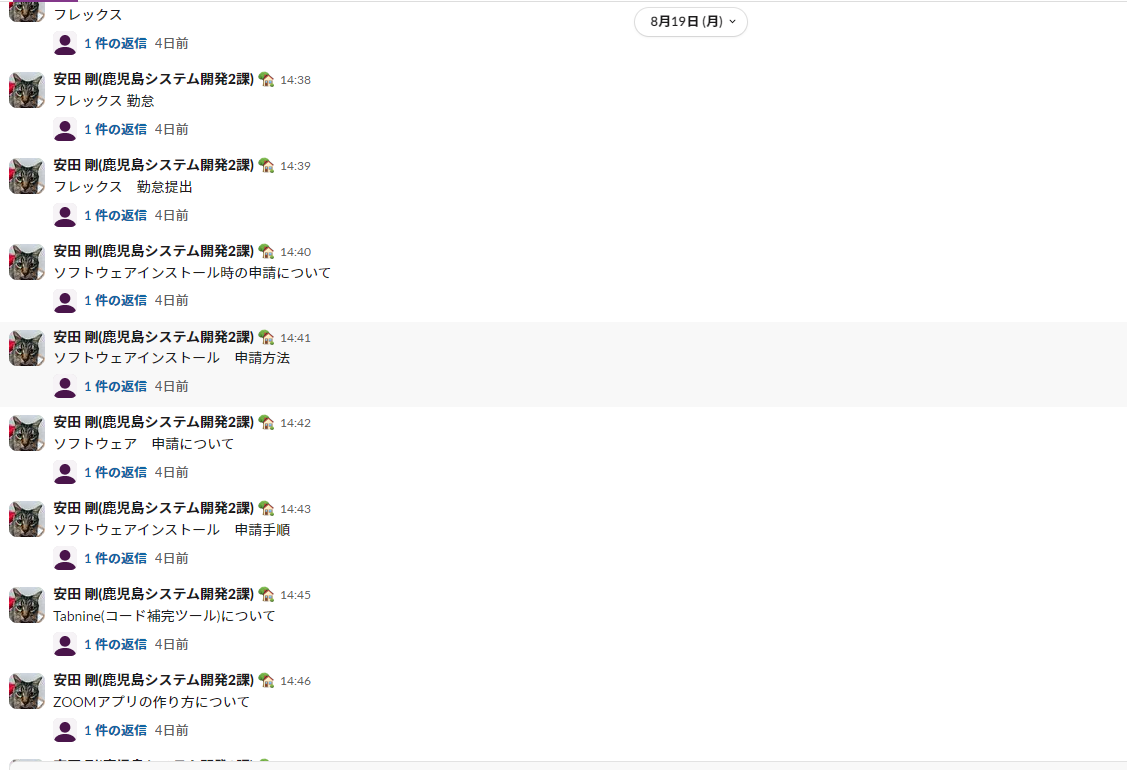 フレックス
8月19日 (月)
1 件の返信 4日前
安田 剛(鹿児島システム開発2課) 14:38
フレックス 勤怠
1 件の返信 4日前
安田 剛(鹿児島システム開発2課) 14:39
フレックス　勤怠提出
1 件の返信 4日前
安田 剛(鹿児島システム開発2課) 14:40
ソフトウェアインストール時の申請について
1 件の返信 4日前
安田 剛(鹿児島システム開発2課) 14:41
ソフトウェアインストール　申請方法
1 件の返信 4日前
安田 剛(鹿児島システム開発2課) 14:42
ソフトウェア　申請について
1 件の返信 4日前
安田 剛(鹿児島システム開発2課) 14:43
ソフトウェアインストール　申請手順
1 件の返信 4日前
安田 剛(鹿児島システム開発2課) 14:45
Tabnine(コード補完ツール)について
1 件の返信 4日前
安田 剛(鹿児島システム開発2課) 14:46
ZOOMアプリの作り方について
1 件の返信 4日前